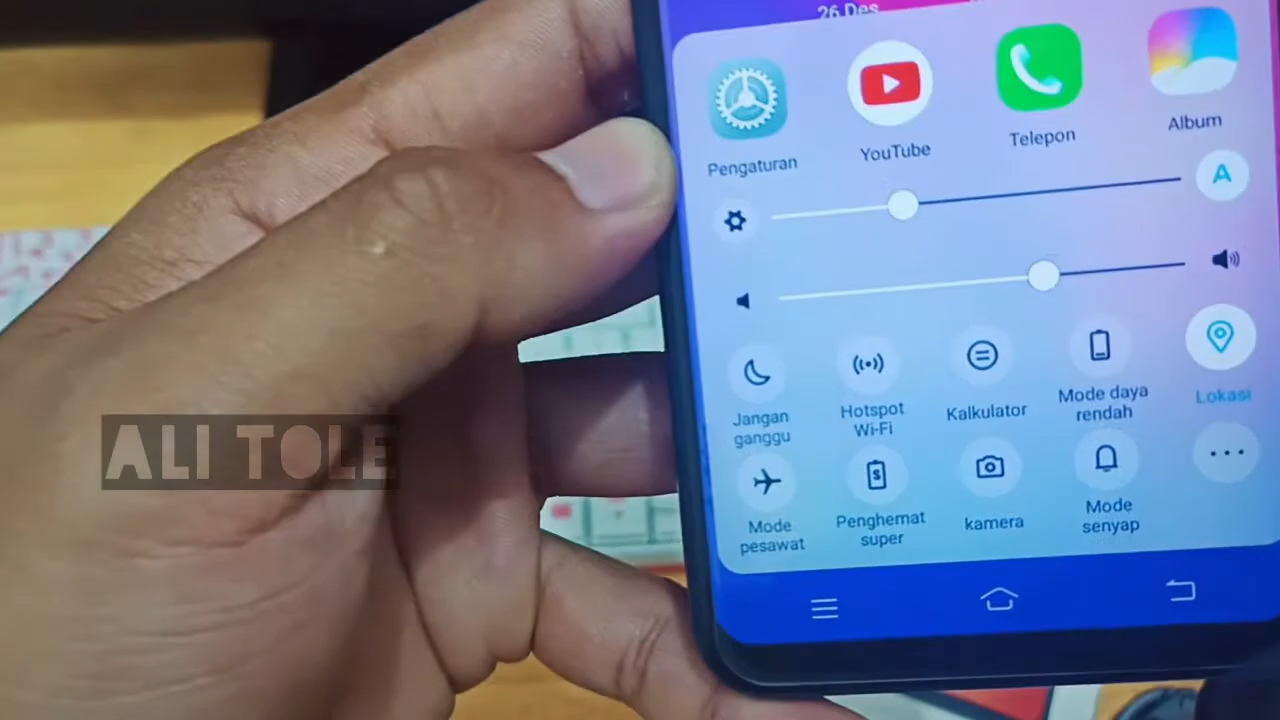 26 Des
Pengaturan
YouTube
Telepon
Album
A
Jangan
ganggu
Hotspot
Wi-Fi
Kalkulator
Mode daya
rendah
Lokasi
Mode
pesawat
Penghemat
super
kamera
Mode
senyap
ALI TOLE